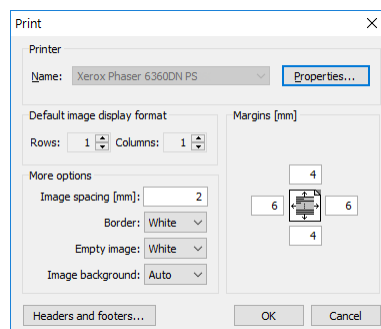 Print
Printer
Name: Xerox Phaser 6360DN PS Properties...
Default image display format
Rows: 1 Columns: 1
More options
Image spacing [mm]: 2
Border: White
Empty image: White
Image background: Auto
Margins [mm]
4
6 6
4
Headers and footers... OK Cancel